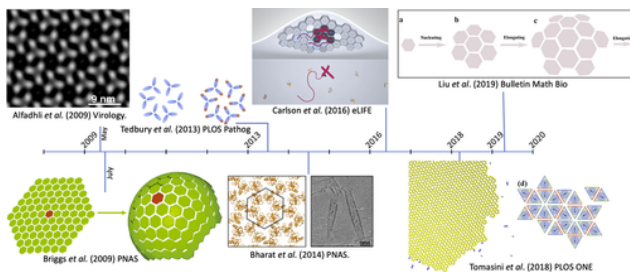 a
b
c
Nucleating
Elongating
Elongating
9 nm
Alfadhli et al. (2009) Virology.
Tedbury et al. (2013) PLOS Pathog
Carlson et al. (2016) eLIFE
Liu et al. (2019) Bulletin Math Bio
2009
May
July
2013
2016
2018
2019
2020
Briggs et al. (2009) PNAS
Bharat et al. (2014) PNAS.
(d)
Tomasini et al. (2018) PLOS ONE